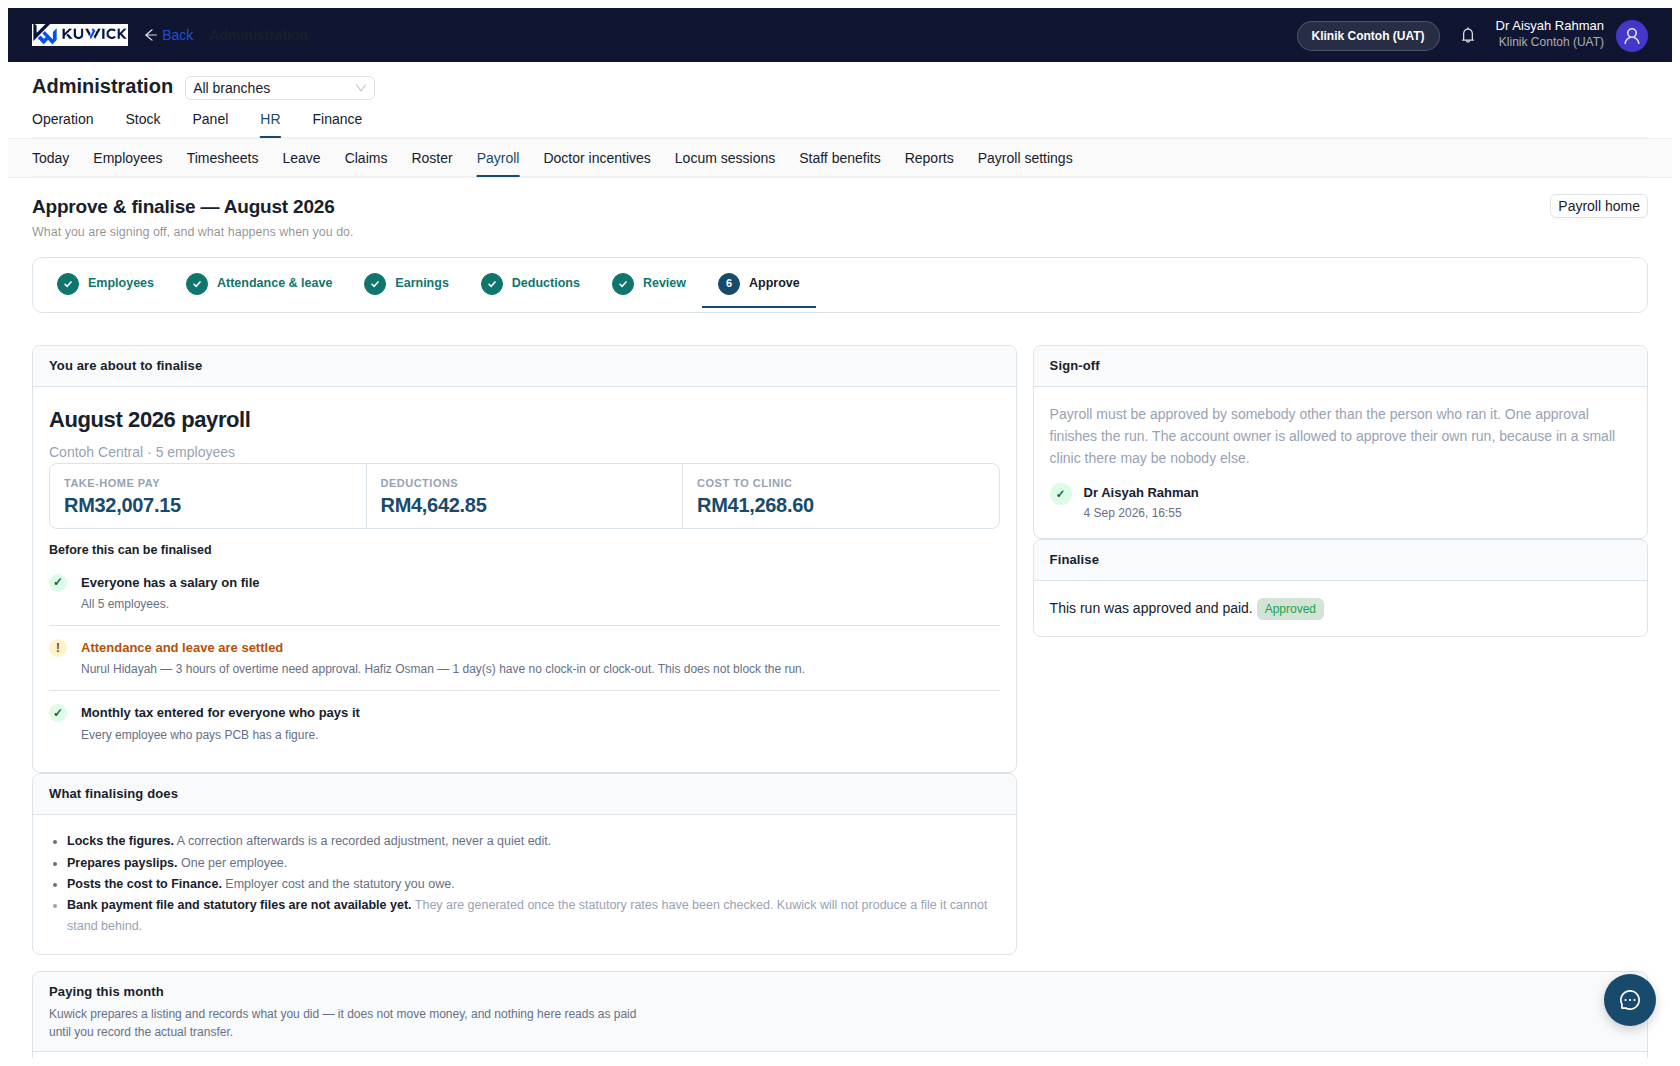 KUWICK
Back
Administration
Klinik Contoh (UAT)
Dr Aisyah Rahman
Klinik Contoh (UAT)
Administration
All branches
Operation
Stock
Panel
HR
Finance
Today
Employees
Timesheets
Leave
Claims
Roster
Payroll
Doctor incentives
Locum sessions
Staff benefits
Reports
Payroll settings
Approve & finalise — August 2026
Payroll home
What you are signing off, and what happens when you do.
Employees
Attendance & leave
Earnings
Deductions
Review
6
Approve
You are about to finalise
August 2026 payroll
Contoh Central · 5 employees
TAKE-HOME PAY
RM32,007.15
DEDUCTIONS
RM4,642.85
COST TO CLINIC
RM41,268.60
Before this can be finalised
✓
Everyone has a salary on file
All 5 employees.
!
Attendance and leave are settled
Nurul Hidayah — 3 hours of overtime need approval. Hafiz Osman — 1 day(s) have no clock-in or clock-out. This does not block the run.
✓
Monthly tax entered for everyone who pays it
Every employee who pays PCB has a figure.
What finalising does
• Locks the figures. A correction afterwards is a recorded adjustment, never a quiet edit.
• Prepares payslips. One per employee.
• Posts the cost to Finance. Employer cost and the statutory you owe.
• Bank payment file and statutory files are not available yet. They are generated once the statutory rates have been checked. Kuwick will not produce a file it cannot
stand behind.
Sign-off
Payroll must be approved by somebody other than the person who ran it. One approval
finishes the run. The account owner is allowed to approve their own run, because in a small
clinic there may be nobody else.
✓
Dr Aisyah Rahman
4 Sep 2026, 16:55
Finalise
This run was approved and paid. Approved
Paying this month
Kuwick prepares a listing and records what you did — it does not move money, and nothing here reads as paid
until you record the actual transfer.